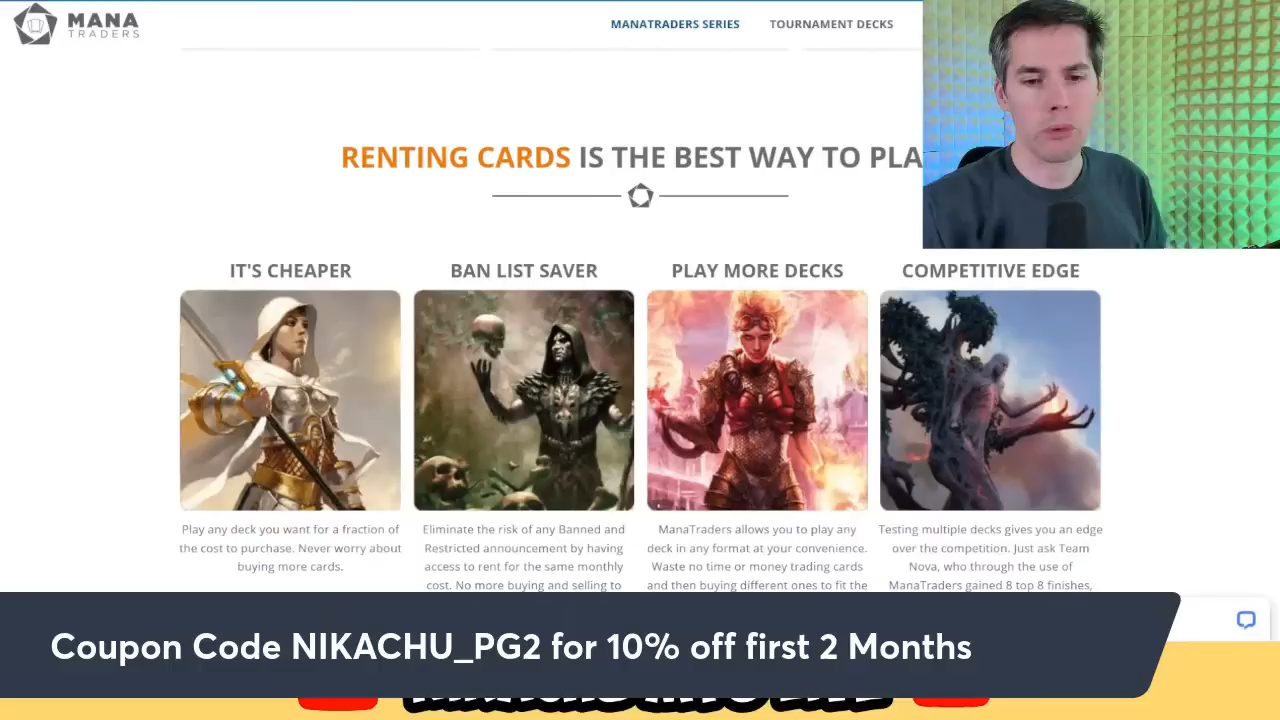 MANA
TRADERS
MANATRADERS SERIES
TOURNAMENT DECKS
RENTING CARDS IS THE BEST WAY TO PLA
IT'S CHEAPER
BAN LIST SAVER
PLAY MORE DECKS
COMPETITIVE EDGE
Play any deck you want for a fraction of
the cost to purchase. Never worry about
buying more cards.
Eliminate the risk of any Banned and
Restricted announcement by having
access to rent for the same monthly
cost. No more buying and selling to
ManaTraders allows you to play any
deck in any format at your convenience.
Waste no time or money trading cards
and then buying different ones to fit the
Testing multiple decks gives you an edge
over the competition. Just ask Team
Nova, who through the use of
ManaTraders gained 8 top 8 finishes,
Coupon Code NIKACHU_PG2 for 10% off first 2 Months